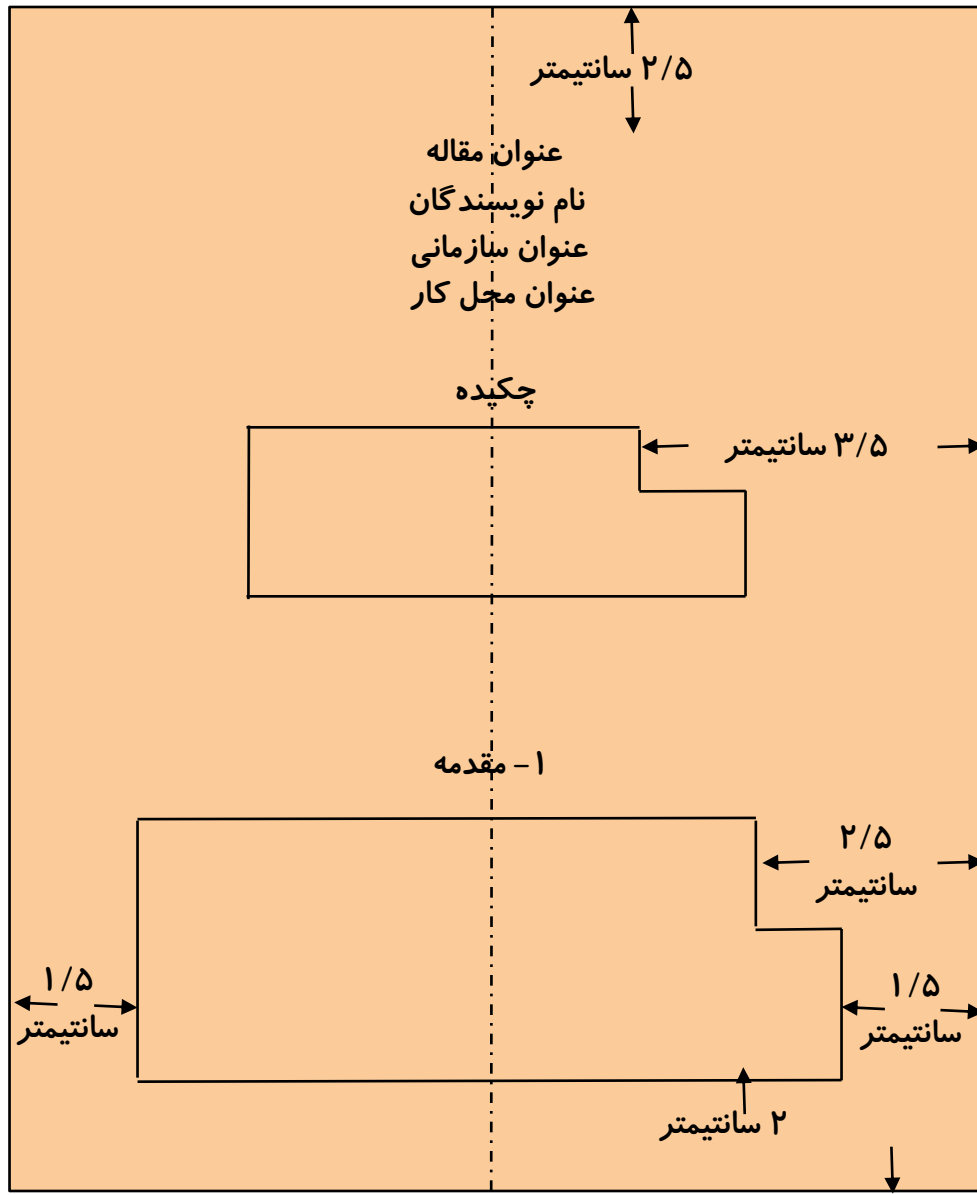 ۲/۵ سانتیمتر
عنوان مقاله
نام نویسندگان
عنوان سازمانی
عنوان محل کار
چکیده
۳/۵ سانتیمتر
۱- مقدمه
۲/۵
سانتیمتر
۱/۵
سانتیمتر
۱/۵
سانتیمتر
۲ سانتیمتر